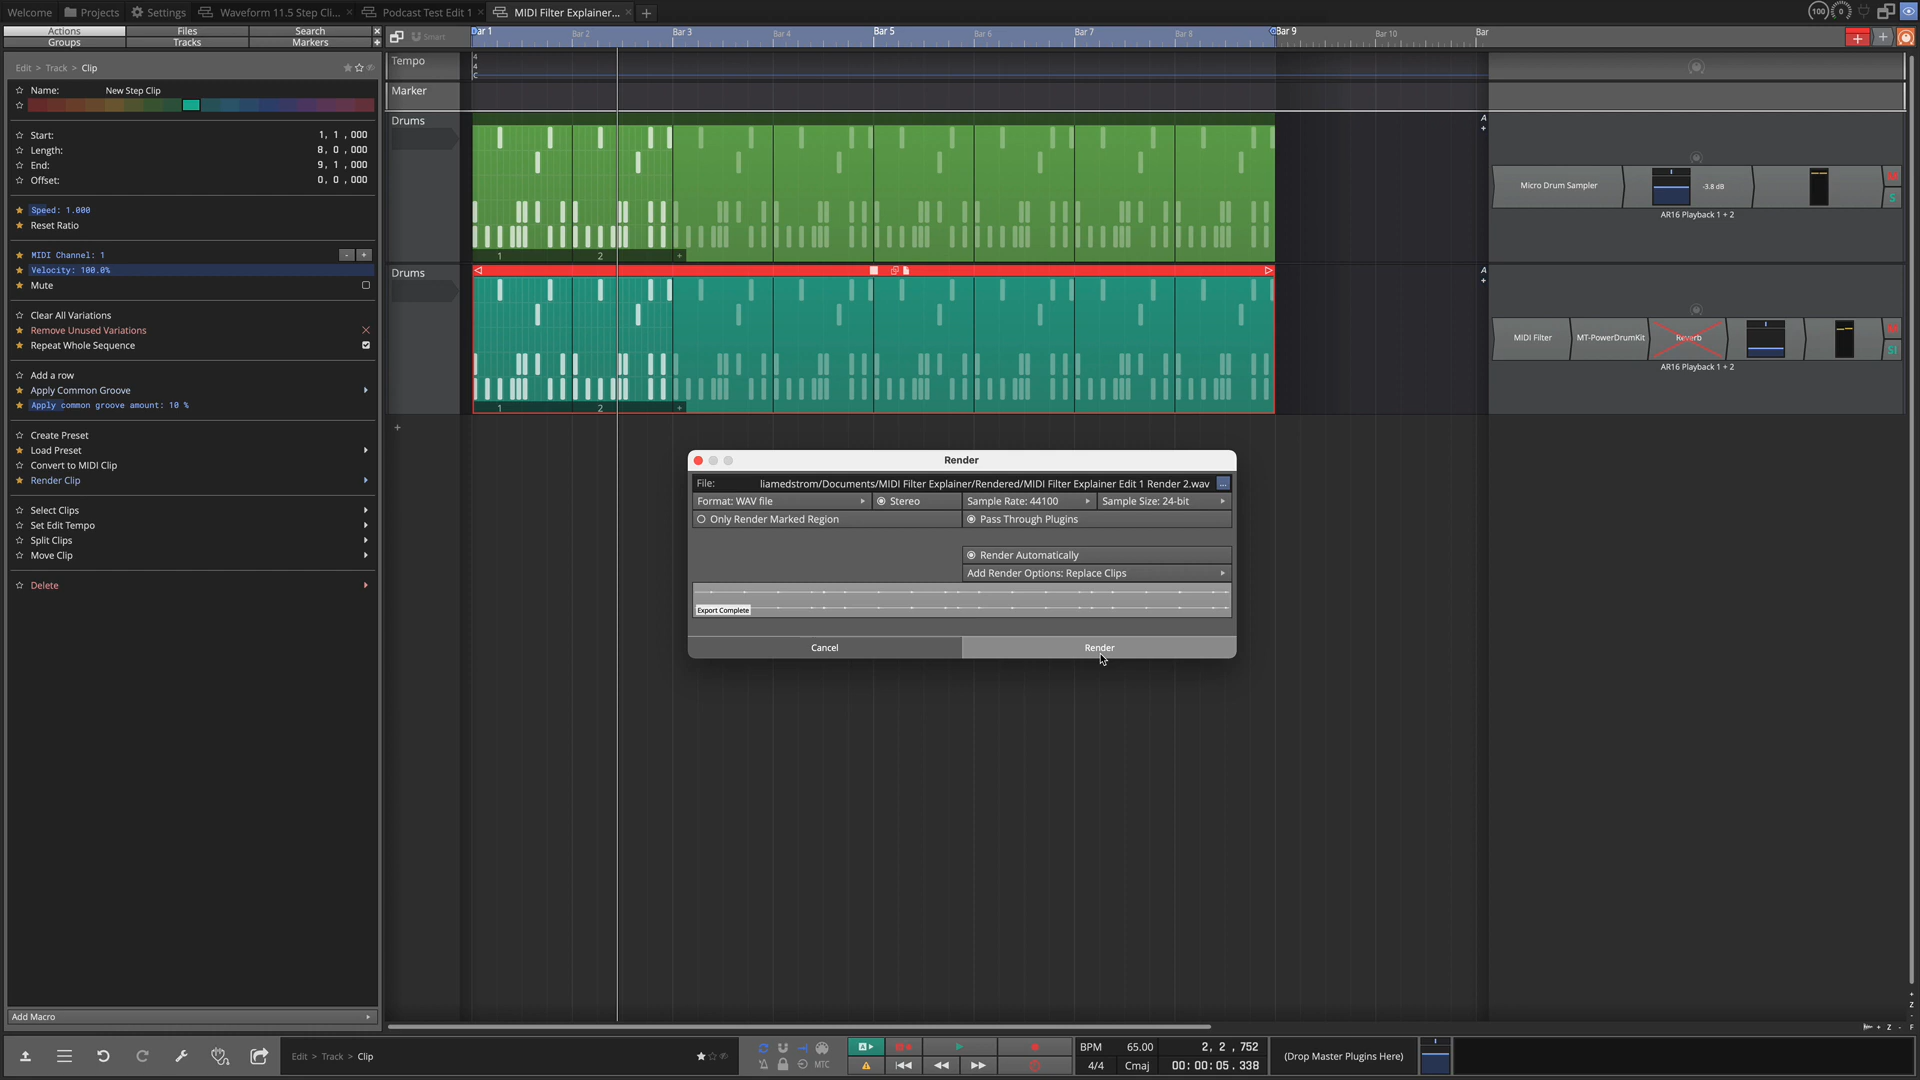 Welcome
Projects
Settings
Waveform 11.5 Step Cli...
Podcast Test Edit 1
MIDI Filter Explainer...
100
0
Actions
Files
Search
Groups
Tracks
Markers
Smart
Bar 2
Bar 3
Bar 4
Bar 5
Bar 6
Bar 7
Bar 8
Bar 9
Bar 10
Bar
Edit > Track > Clip
Name: New Step Clip
Start: 1, 1 ,000
Length: 8, 0 ,000
End: 9, 1 ,000
Offset: 0, 0 ,000
Speed: 1.000
Reset Ratio
MIDI Channel: 1
- +
Velocity: 100.0%
Mute
Clear All Variations
Remove Unused Variations
Repeat Whole Sequence
Add a row
Apply Common Groove
Apply common groove amount: 10 %
Create Preset
Load Preset
Convert to MIDI Clip
Render Clip
Select Clips
Set Edit Tempo
Split Clips
Move Clip
Delete
Add Macro
Tempo
4
4
C
Marker
Drums
1
2
+
A
+
Micro Drum Sampler
-3.8 dB
M
S
AR16 Playback 1 + 2
Drums
1
2
+
A
+
MIDI Filter
MT-PowerDrumKit
Reverb
M
SI
AR16 Playback 1 + 2
+
Render
File: liamedstrom/Documents/MIDI Filter Explainer/Rendered/MIDI Filter Explainer Edit 1 Render 2.wav
...
Format: WAV file
Stereo
Sample Rate: 44100
Sample Size: 24-bit
Only Render Marked Region
Pass Through Plugins
Render Automatically
Add Render Options: Replace Clips
Export Complete
Cancel
Render
Edit > Track > Clip
MTC
A
BPM 65.00
4/4 Cmaj
2, 2 , 752
00: 00: 05 . 338
(Drop Master Plugins Here)
+
Z
-
+ Z - F